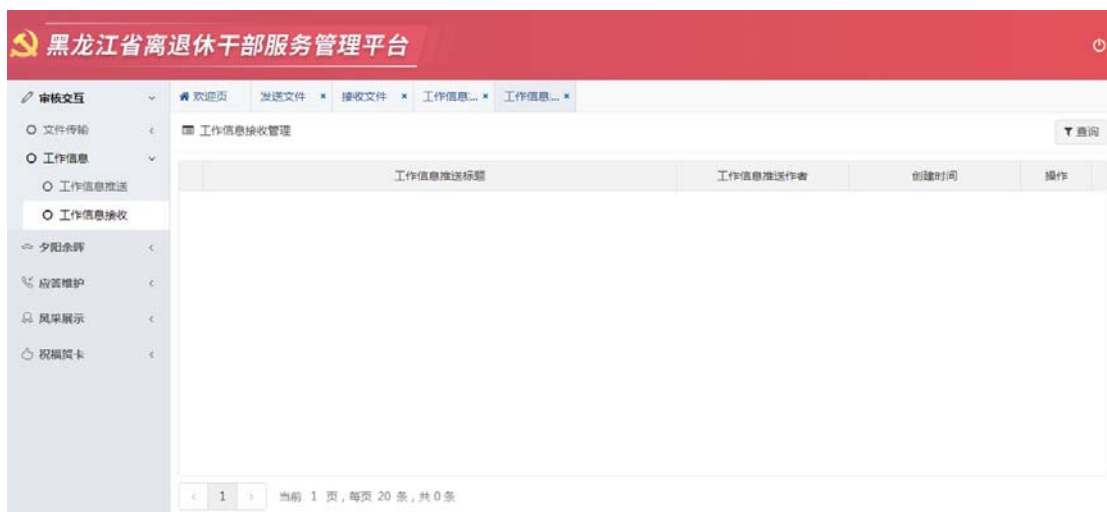 黑龙江省离退休干部服务管理平台
审核交互
欢迎页 发送文件 × 接收文件 × 工作信息... × 工作信息... ×
文件传输
工作信息接收管理 查询
工作信息
工作信息推送标题 工作信息推送作者 创建时间 操作
工作信息推送
工作信息接收
夕阳余晖
应答维护
风采展示
祝福贺卡
< 1 > 当前 1 页,每页 20 条,共 0 条